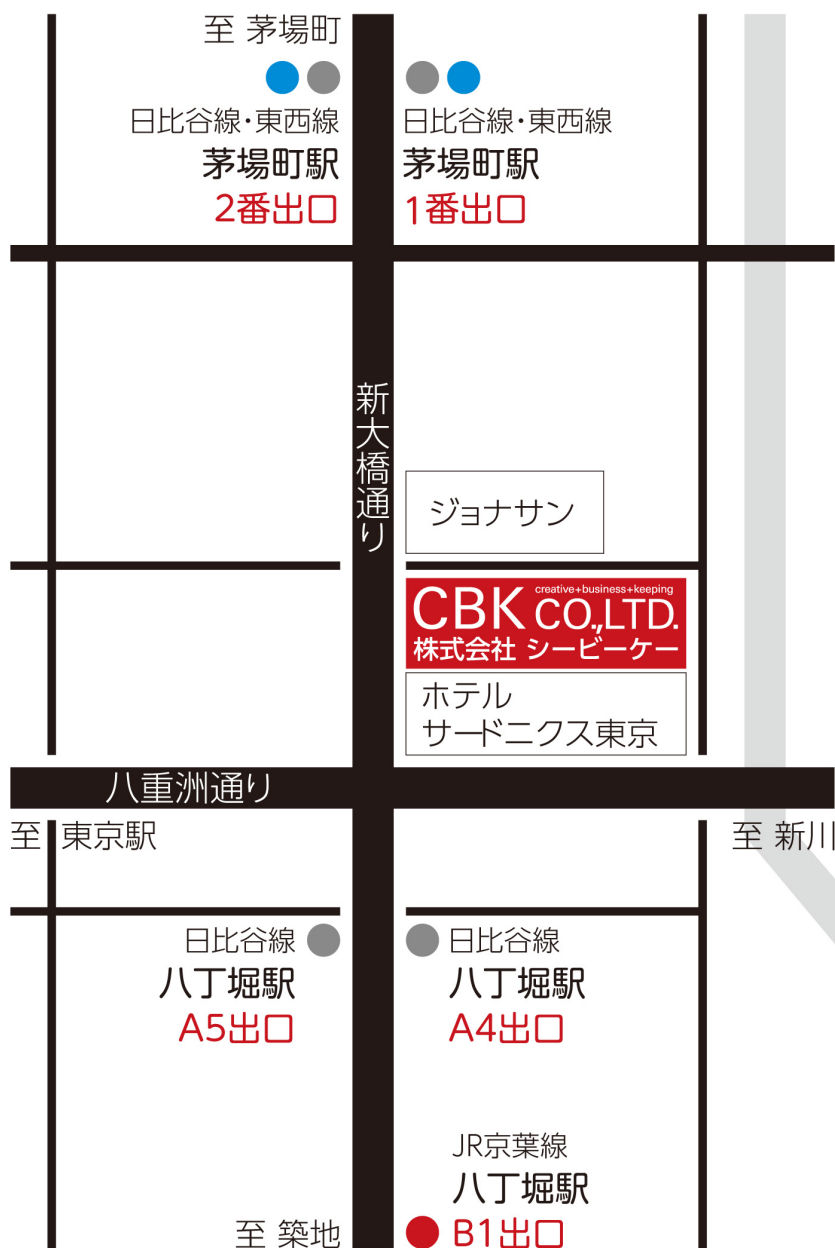 至 茅場町
日比谷線・東西線
茅場町駅
2番出口
日比谷線・東西線
茅場町駅
1番出口
新大橋通り
ジョナサン
creative+business+keeping
CBK CO.,LTD.
株式会社 シービーケー
ホテル
サードニクス東京
八重洲通り
至 東京駅
至 新川
日比谷線
八丁堀駅
A5出口
日比谷線
八丁堀駅
A4出口
JR京葉線
八丁堀駅
B1出口
至 築地